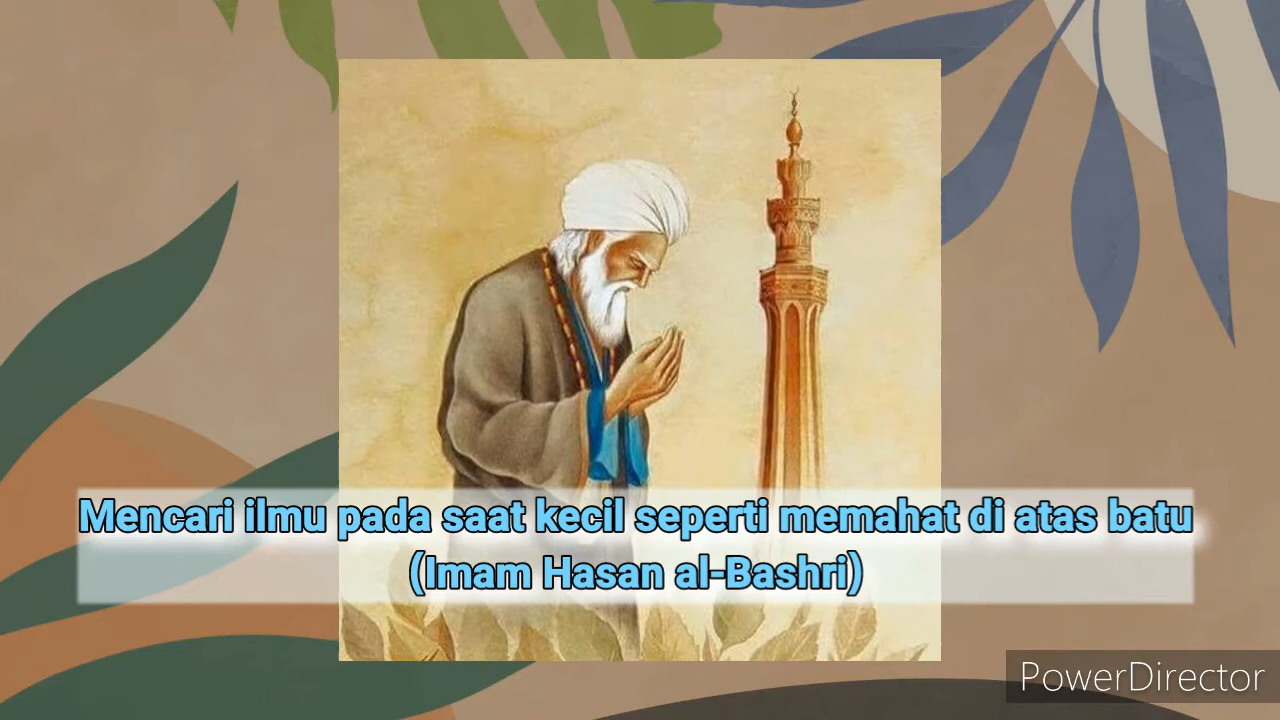 Mencari ilmu pada saat kecil seperti memahat di atas batu
(Imam Hasan al-Bashri)
PowerDirector